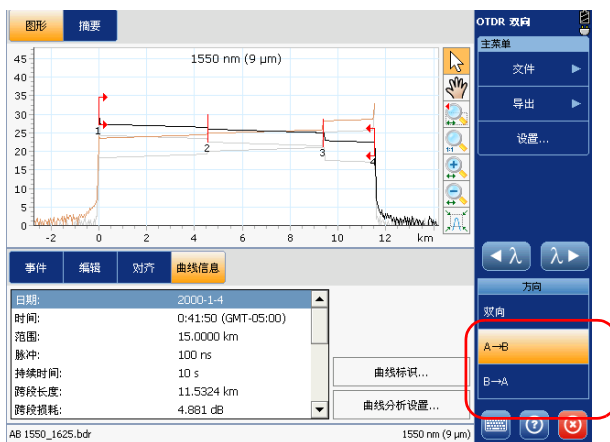 图形 摘要
OTDR 双向
主菜单
文件
导出
设置...
1550 nm (9 μm)
45
40
35
30
25
20
15
10
5
0
1
2
3
4
-2 0 2 4 6 8 10 12 km
1:1
λ λ
事件 编辑 对齐 曲线信息
日期: 2000-1-4
时间: 0:41:50 (GMT-05:00)
范围: 15.0000 km
脉冲: 100 ns
持续时间: 10 s
跨段长度: 11.5324 km
跨段损耗: 4.881 dB
曲线标识...
曲线分析设置...
方向
双向
A→B
B→A
AB 1550_1625.bdr
1550 nm (9 μm)